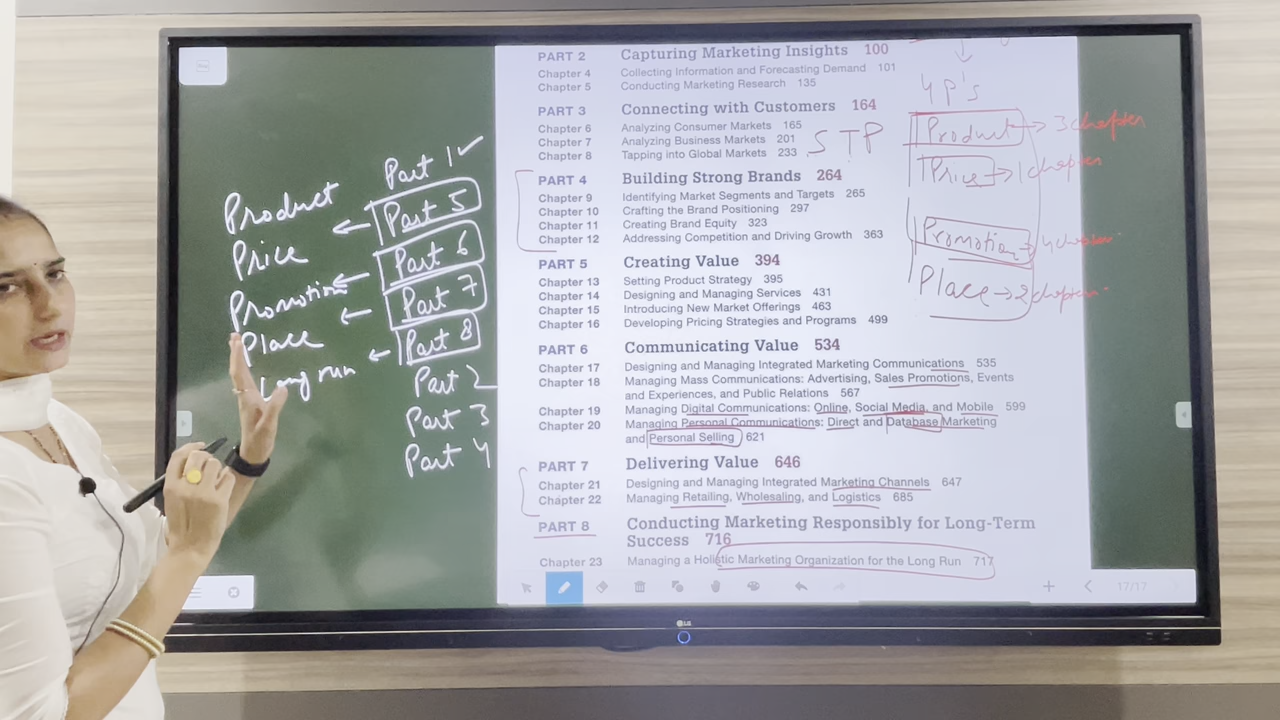 Product
Price
Promotion
Place
Long run
Part 1 ✓
← Part 5
← Part 6
← Part 7
← Part 8
Part 2
Part 3
Part 4
PART 2 Capturing Marketing Insights 100
Chapter 4 Collecting Information and Forecasting Demand 101
Chapter 5 Conducting Marketing Research 135
PART 3 Connecting with Customers 164
Chapter 6 Analyzing Consumer Markets 165
Chapter 7 Analyzing Business Markets 201
Chapter 8 Tapping into Global Markets 233
STP
PART 4 Building Strong Brands 264
Chapter 9 Identifying Market Segments and Targets 265
Chapter 10 Crafting the Brand Positioning 297
Chapter 11 Creating Brand Equity 323
Chapter 12 Addressing Competition and Driving Growth 363
PART 5 Creating Value 394
Chapter 13 Setting Product Strategy 395
Chapter 14 Designing and Managing Services 431
Chapter 15 Introducing New Market Offerings 463
Chapter 16 Developing Pricing Strategies and Programs 499
PART 6 Communicating Value 534
Chapter 17 Designing and Managing Integrated Marketing Communications 535
Chapter 18 Managing Mass Communications: Advertising, Sales Promotions, Events
and Experiences, and Public Relations 567
Chapter 19 Managing Digital Communications: Online, Social Media, and Mobile 599
Chapter 20 Managing Personal Communications: Direct and Database Marketing
and Personal Selling 621
PART 7 Delivering Value 646
Chapter 21 Designing and Managing Integrated Marketing Channels 647
Chapter 22 Managing Retailing, Wholesaling, and Logistics 685
PART 8 Conducting Marketing Responsibly for Long-Term
Success 716
Chapter 23 Managing a Holistic Marketing Organization for the Long Run 717
4 P's
Product → 3 chapter
Price → 1 chapter
Promotion → 4 chapter
Place → 2 chapter
17/17
LG